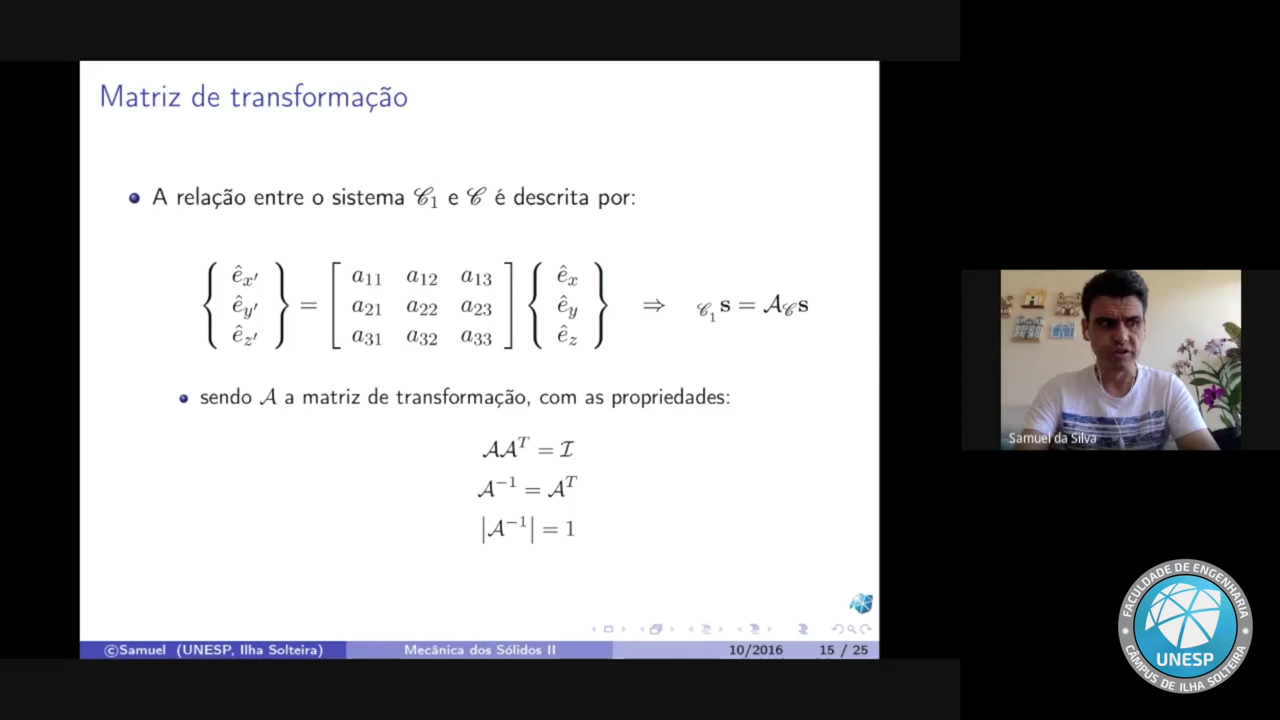 Matriz de transformação
A relação entre o sistema 𝒞₁ e 𝒞 é descrita por:
{ ê_x′ ê_y′ ê_z′ } = [ a₁₁ a₁₂ a₁₃ a₂₁ a₂₂ a₂₃ a₃₁ a₃₂ a₃₃ ] { ê_x ê_y ê_z } ⇒ _𝒞₁ s = 𝒜 _𝒞 s
sendo 𝒜 a matriz de transformação, com as propriedades:
𝒜𝒜ᵀ = ℐ
𝒜⁻¹ = 𝒜ᵀ
|𝒜⁻¹| = 1
©Samuel (UNESP, Ilha Solteira) Mecânica dos Sólidos II 10/2016 15 / 25
Samuel da Silva
FACULDADE DE ENGENHARIA
UNESP
CÂMPUS DE ILHA SOLTEIRA